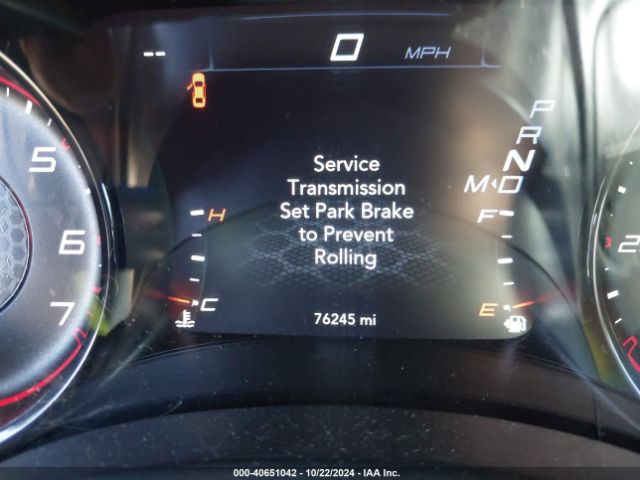 --
0 MPH
P
R
N
M◂D
5
6
7
Service
Transmission
Set Park Brake
to Prevent
Rolling
H
C
F
E
2
76245 mi
000-40651042 - 10/22/2024 - IAA Inc.